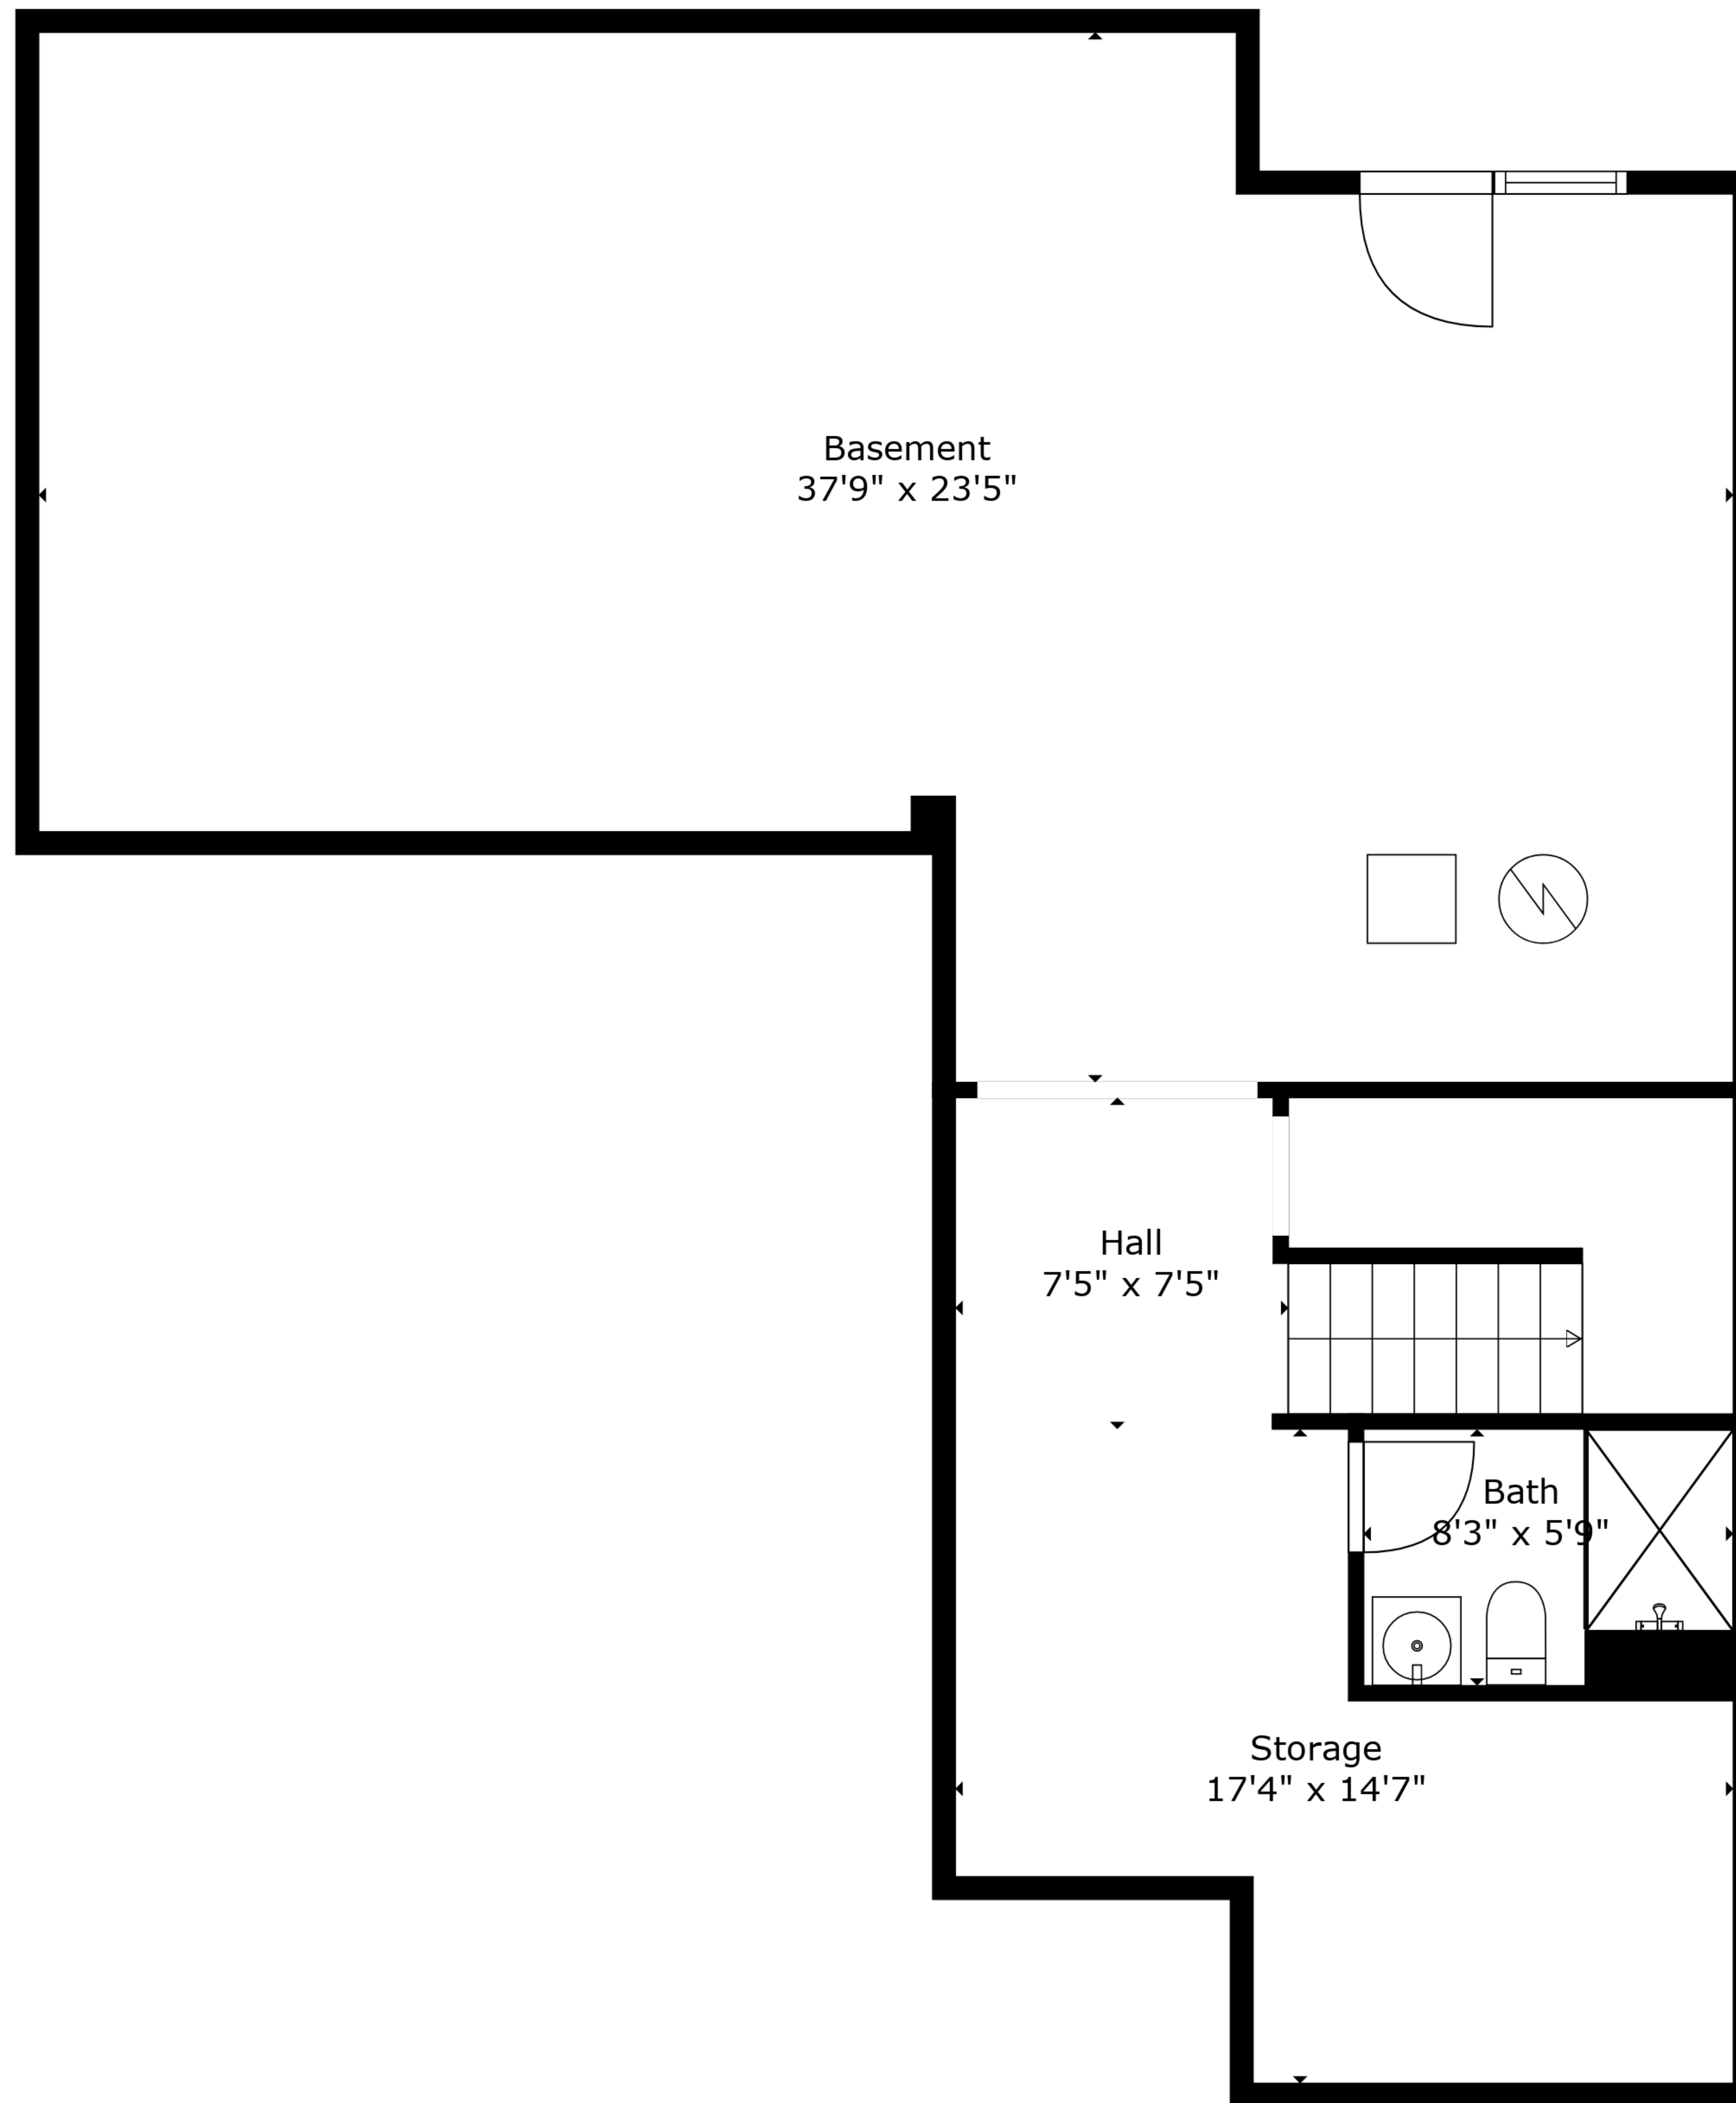 Basement
37'9" x 23'5"
Hall
7'5" x 7'5"
Bath
8'3" x 5'9"
Storage
17'4" x 14'7"